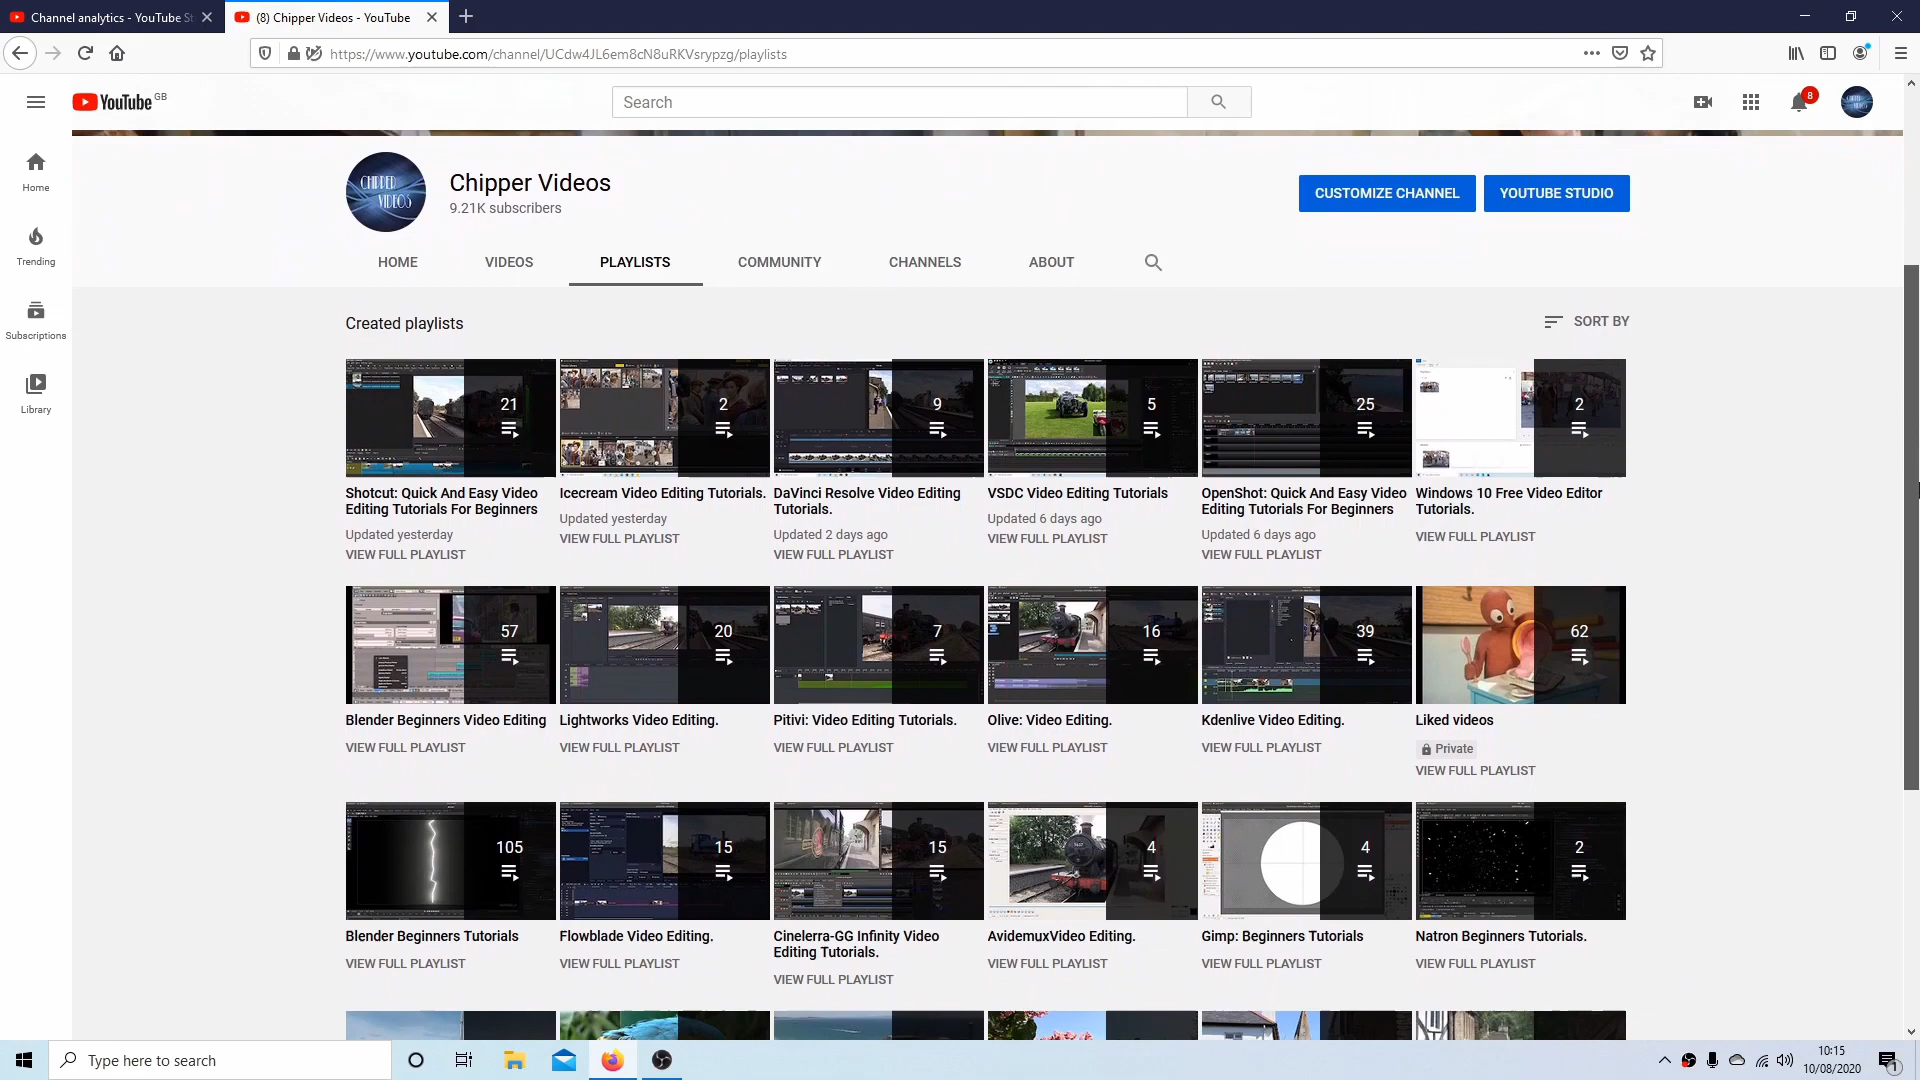 Channel analytics - YouTube St
(8) Chipper Videos - YouTube
https://www.youtube.com/channel/UCdw4JL6em8cN8uRKVsrypzg/playlists
YouTube GB
Search
8
Home
Trending
Subscriptions
Library
CHIPPER
VIDEOS
Chipper Videos
9.21K subscribers
CUSTOMIZE CHANNEL
YOUTUBE STUDIO
HOME
VIDEOS
PLAYLISTS
COMMUNITY
CHANNELS
ABOUT
Created playlists
SORT BY
21
Shotcut: Quick And Easy Video
Editing Tutorials For Beginners
Updated yesterday
VIEW FULL PLAYLIST
2
Icecream Video Editing Tutorials.
Updated yesterday
VIEW FULL PLAYLIST
9
DaVinci Resolve Video Editing
Tutorials.
Updated 2 days ago
VIEW FULL PLAYLIST
5
VSDC Video Editing Tutorials
Updated 6 days ago
VIEW FULL PLAYLIST
25
OpenShot: Quick And Easy Video
Editing Tutorials For Beginners
Updated 6 days ago
VIEW FULL PLAYLIST
2
Windows 10 Free Video Editor
Tutorials.
VIEW FULL PLAYLIST
57
Blender Beginners Video Editing
VIEW FULL PLAYLIST
20
Lightworks Video Editing.
VIEW FULL PLAYLIST
7
Pitivi: Video Editing Tutorials.
VIEW FULL PLAYLIST
16
Olive: Video Editing.
VIEW FULL PLAYLIST
39
Kdenlive Video Editing.
VIEW FULL PLAYLIST
62
Liked videos
Private
VIEW FULL PLAYLIST
105
Blender Beginners Tutorials
VIEW FULL PLAYLIST
15
Flowblade Video Editing.
VIEW FULL PLAYLIST
15
Cinelerra-GG Infinity Video
Editing Tutorials.
VIEW FULL PLAYLIST
4
AvidemuxVideo Editing.
VIEW FULL PLAYLIST
4
Gimp: Beginners Tutorials
VIEW FULL PLAYLIST
2
Natron Beginners Tutorials.
VIEW FULL PLAYLIST
Type here to search
10:15
10/08/2020
1